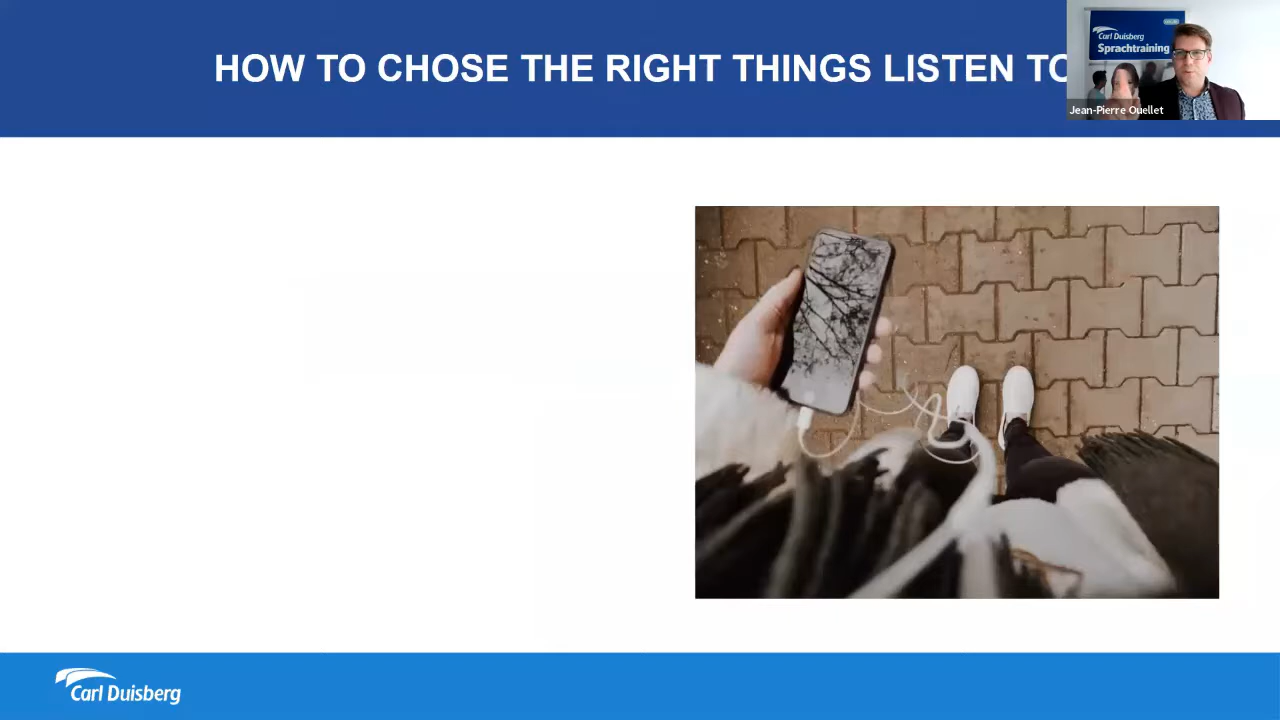 HOW TO CHOSE THE RIGHT THINGS LISTEN TO
Carl Duisberg
Sprachtraining
Jean-Pierre Ouellet
Carl Duisberg